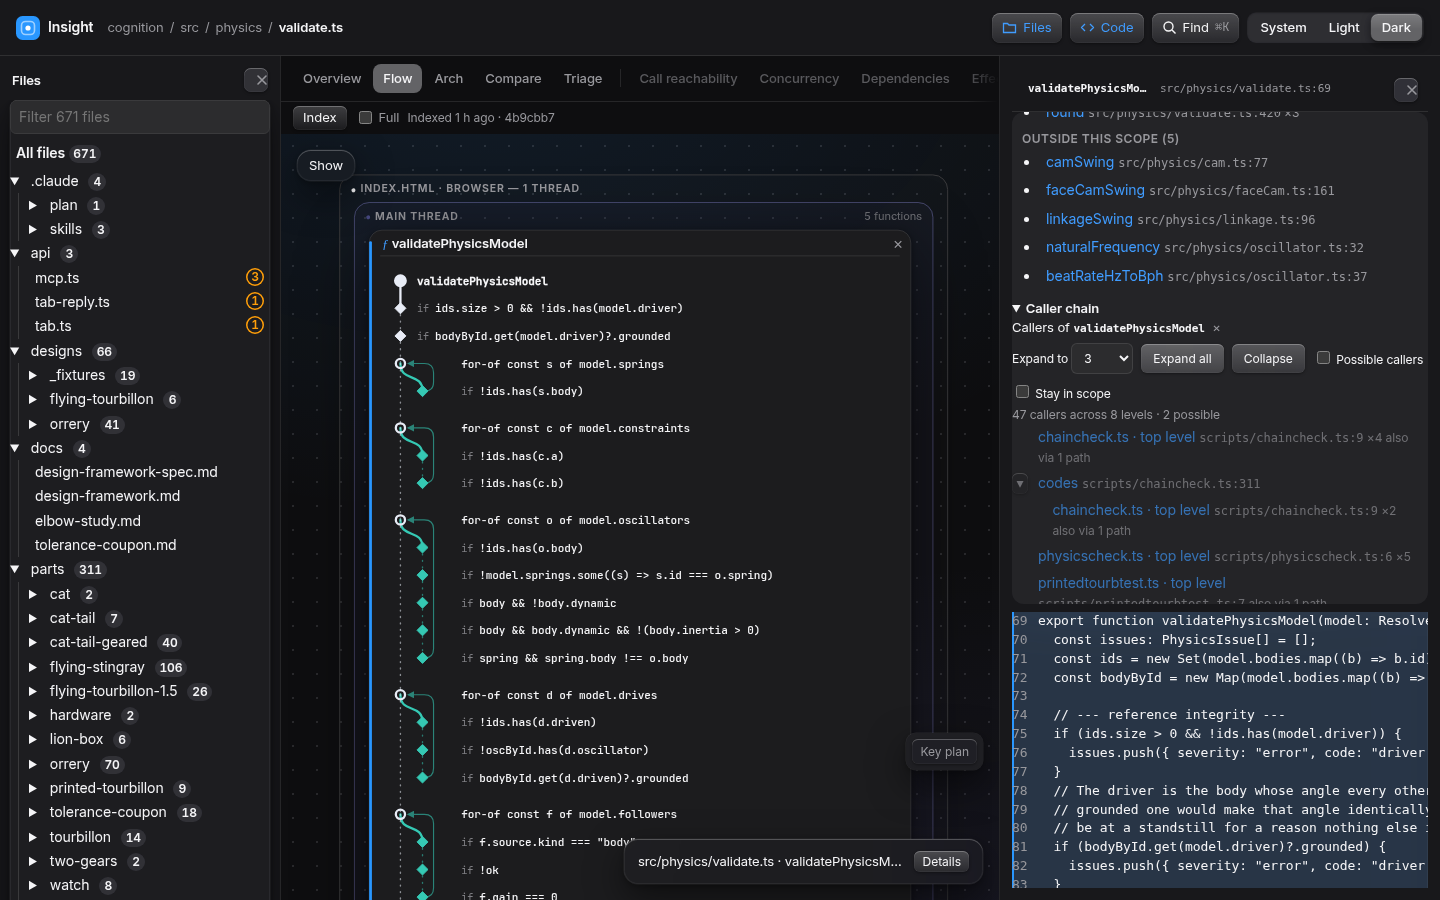 Insight cognition / src / physics / validate.ts
Files Code Find ⌘K System Light Dark
Files
Filter 671 files
All files 671
.claude 4
plan 1
skills 3
api 3
mcp.ts 3
tab-reply.ts 1
tab.ts 1
designs 66
_fixtures 19
flying-tourbillon 6
orrery 41
docs 4
design-framework-spec.md
design-framework.md
elbow-study.md
tolerance-coupon.md
parts 311
cat 2
cat-tail 7
cat-tail-geared 40
flying-stingray 106
flying-tourbillon-1.5 26
hardware 2
lion-box 6
orrery 70
printed-tourbillon 9
tolerance-coupon 18
tourbillon 14
two-gears 2
watch 8
Overview Flow Arch Compare Triage Call reachability Concurrency Dependencies Effe
Index Full Indexed 1 h ago · 4b9cbb7
Show
INDEX.HTML · BROWSER — 1 THREAD
MAIN THREAD 5 functions
ƒ validatePhysicsModel ×
validatePhysicsModel
if ids.size > 0 && !ids.has(model.driver)
if bodyById.get(model.driver)?.grounded
for-of const s of model.springs
if !ids.has(s.body)
for-of const c of model.constraints
if !ids.has(c.a)
if !ids.has(c.b)
for-of const o of model.oscillators
if !ids.has(o.body)
if !model.springs.some((s) => s.id === o.spring)
if body && !body.dynamic
if body && body.dynamic && !(body.inertia > 0)
if spring && spring.body !== o.body
for-of const d of model.drives
if !ids.has(d.driven)
if !oscById.has(d.oscillator)
if bodyById.get(d.driven)?.grounded
for-of const f of model.followers
if f.source.kind === "body"
if !ok
if f.gain === 0
Key plan
src/physics/validate.ts · validatePhysicsM... Details
validatePhysicsMo… src/physics/validate.ts:69
round src/physics/validate.ts:420 ×3
OUTSIDE THIS SCOPE (5)
camSwing src/physics/cam.ts:77
faceCamSwing src/physics/faceCam.ts:161
linkageSwing src/physics/linkage.ts:96
naturalFrequency src/physics/oscillator.ts:32
beatRateHzToBph src/physics/oscillator.ts:37
Caller chain
Callers of validatePhysicsModel ×
Expand to 3 Expand all Collapse Possible callers
Stay in scope
47 callers across 8 levels · 2 possible
chaincheck.ts · top level scripts/chaincheck.ts:9 ×4 also
via 1 path
codes scripts/chaincheck.ts:311
chaincheck.ts · top level scripts/chaincheck.ts:9 ×2
also via 1 path
physicscheck.ts · top level scripts/physicscheck.ts:6 ×5
printedtourbtest.ts · top level
scripts/printedtourbtest.ts:7 also via 1 path
69 export function validatePhysicsModel(model: Resolve
70 const issues: PhysicsIssue[] = [];
71 const ids = new Set(model.bodies.map((b) => b.id)
72 const bodyById = new Map(model.bodies.map((b) =>
73
74 // --- reference integrity ---
75 if (ids.size > 0 && !ids.has(model.driver)) {
76 issues.push({ severity: "error", code: "driver
77 }
78 // The driver is the body whose angle every other
79 // grounded one would make that angle identically
80 // be at a standstill for a reason nothing else i
81 if (bodyById.get(model.driver)?.grounded) {
82 issues.push({ severity: "error", code: "driver
83 }